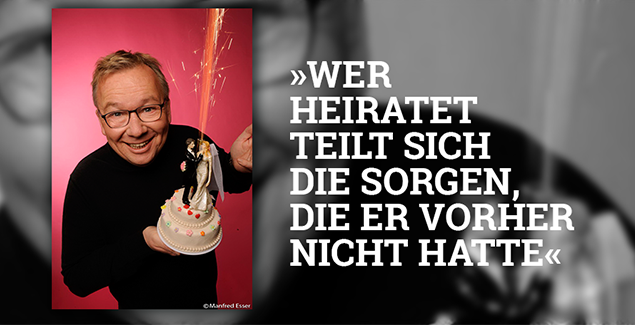 »WER
HEIRATET
TEILT SICH
DIE SORGEN,
DIE ER VORHER
NICHT HATTE«
©Manfred Esser